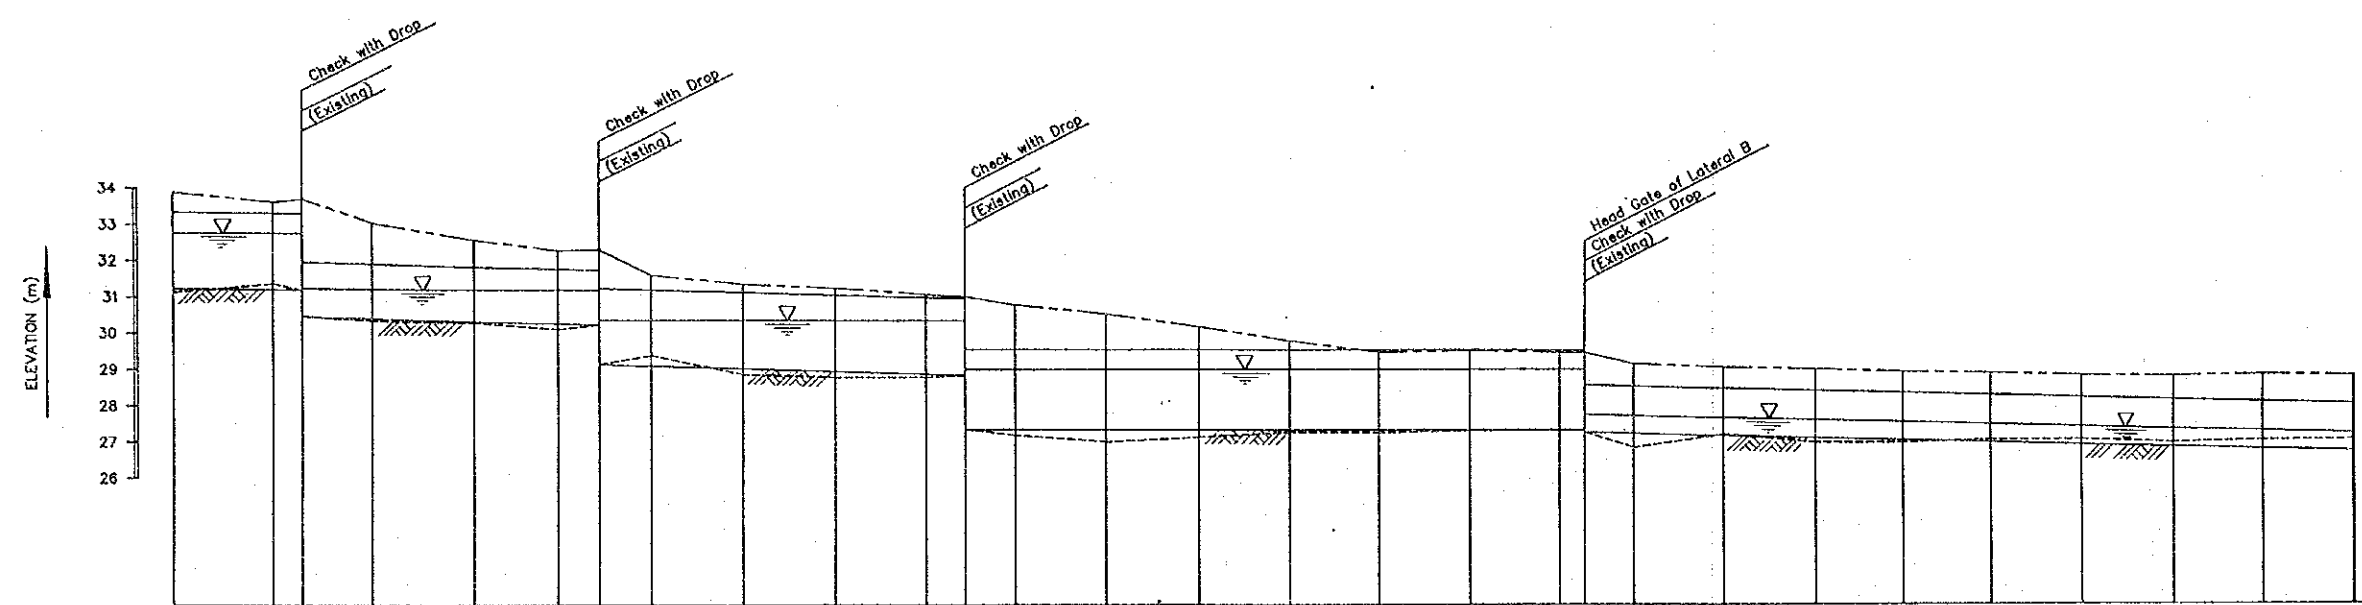 Check with Drop
(Existing)
Check with Drop
(Existing)
Check with Drop
(Existing)
Head Gate of Lateral B
Check with Drop
(Existing)
ELEVATION (m)
34
33
32
31
30
29
28
27
26